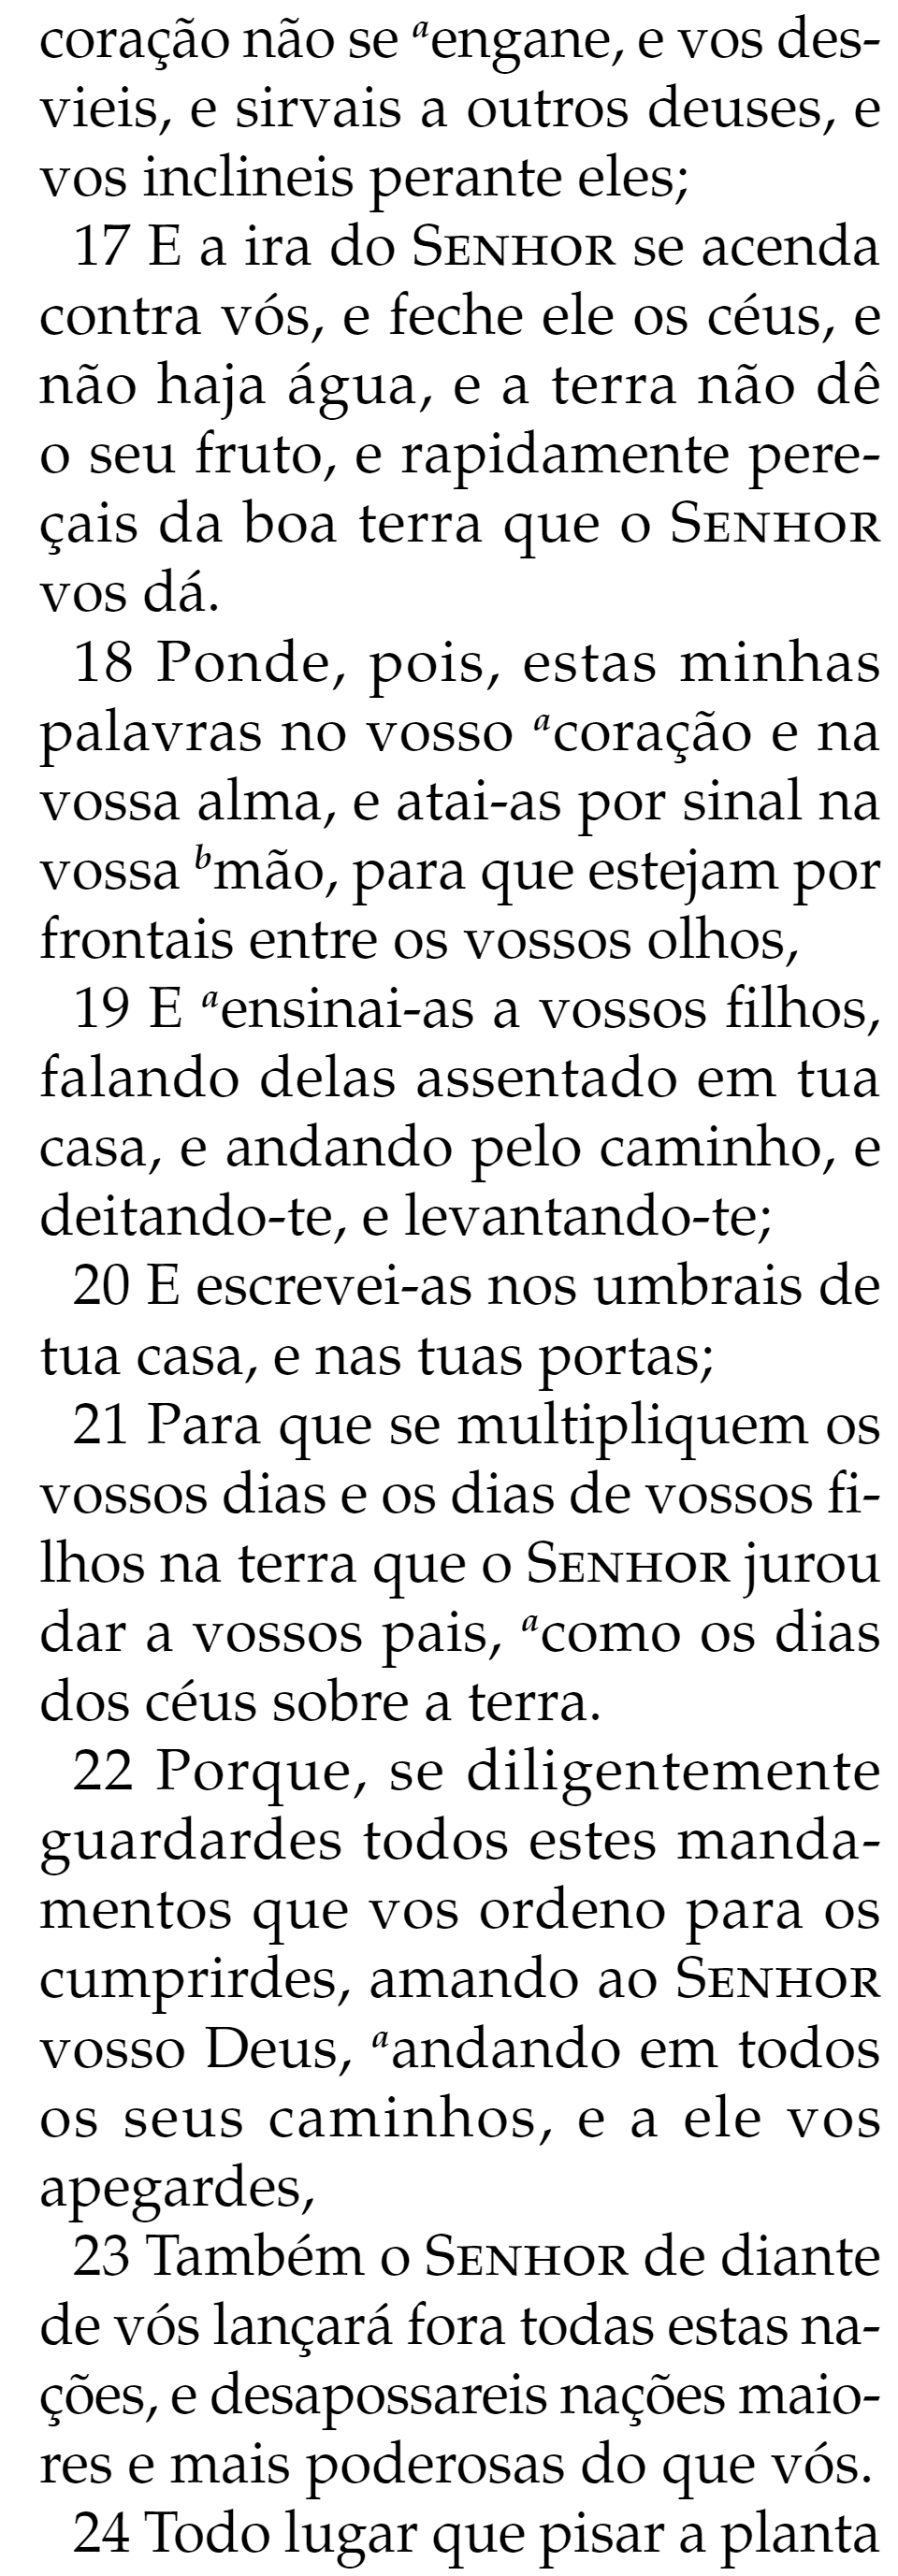 coração não se aengane, e vos des-
vieis, e sirvais a outros deuses, e
vos inclineis perante eles;
17 E a ira do SENHOR se acenda
contra vós, e feche ele os céus, e
não haja água, e a terra não dê
o seu fruto, e rapidamente pere-
çais da boa terra que o SENHOR
vos dá.
18 Ponde, pois, estas minhas
palavras no vosso acoração e na
vossa alma, e atai-as por sinal na
vossa bmão, para que estejam por
frontais entre os vossos olhos,
19 E aensinai-as a vossos filhos,
falando delas assentado em tua
casa, e andando pelo caminho, e
deitando-te, e levantando-te;
20 E escrevei-as nos umbrais de
tua casa, e nas tuas portas;
21 Para que se multipliquem os
vossos dias e os dias de vossos fi-
lhos na terra que o SENHOR jurou
dar a vossos pais, acomo os dias
dos céus sobre a terra.
22 Porque, se diligentemente
guardardes todos estes manda-
mentos que vos ordeno para os
cumprirdes, amando ao SENHOR
vosso Deus, aandando em todos
os seus caminhos, e a ele vos
apegardes,
23 Também o SENHOR de diante
de vós lançará fora todas estas na-
ções, e desapossareis nações maio-
res e mais poderosas do que vós.
24 Todo lugar que pisar a planta